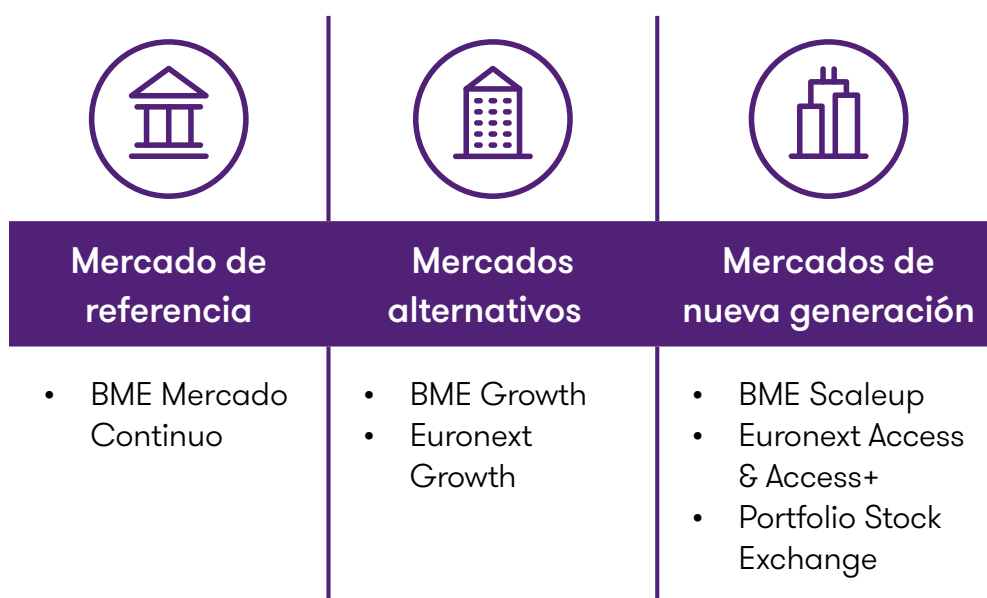 Mercado de
referencia
Mercados
alternativos
Mercados de
nueva generación
• BME Mercado
Continuo
• BME Growth
• Euronext
Growth
• BME Scaleup
• Euronext Access
& Access+
• Portfolio Stock
Exchange